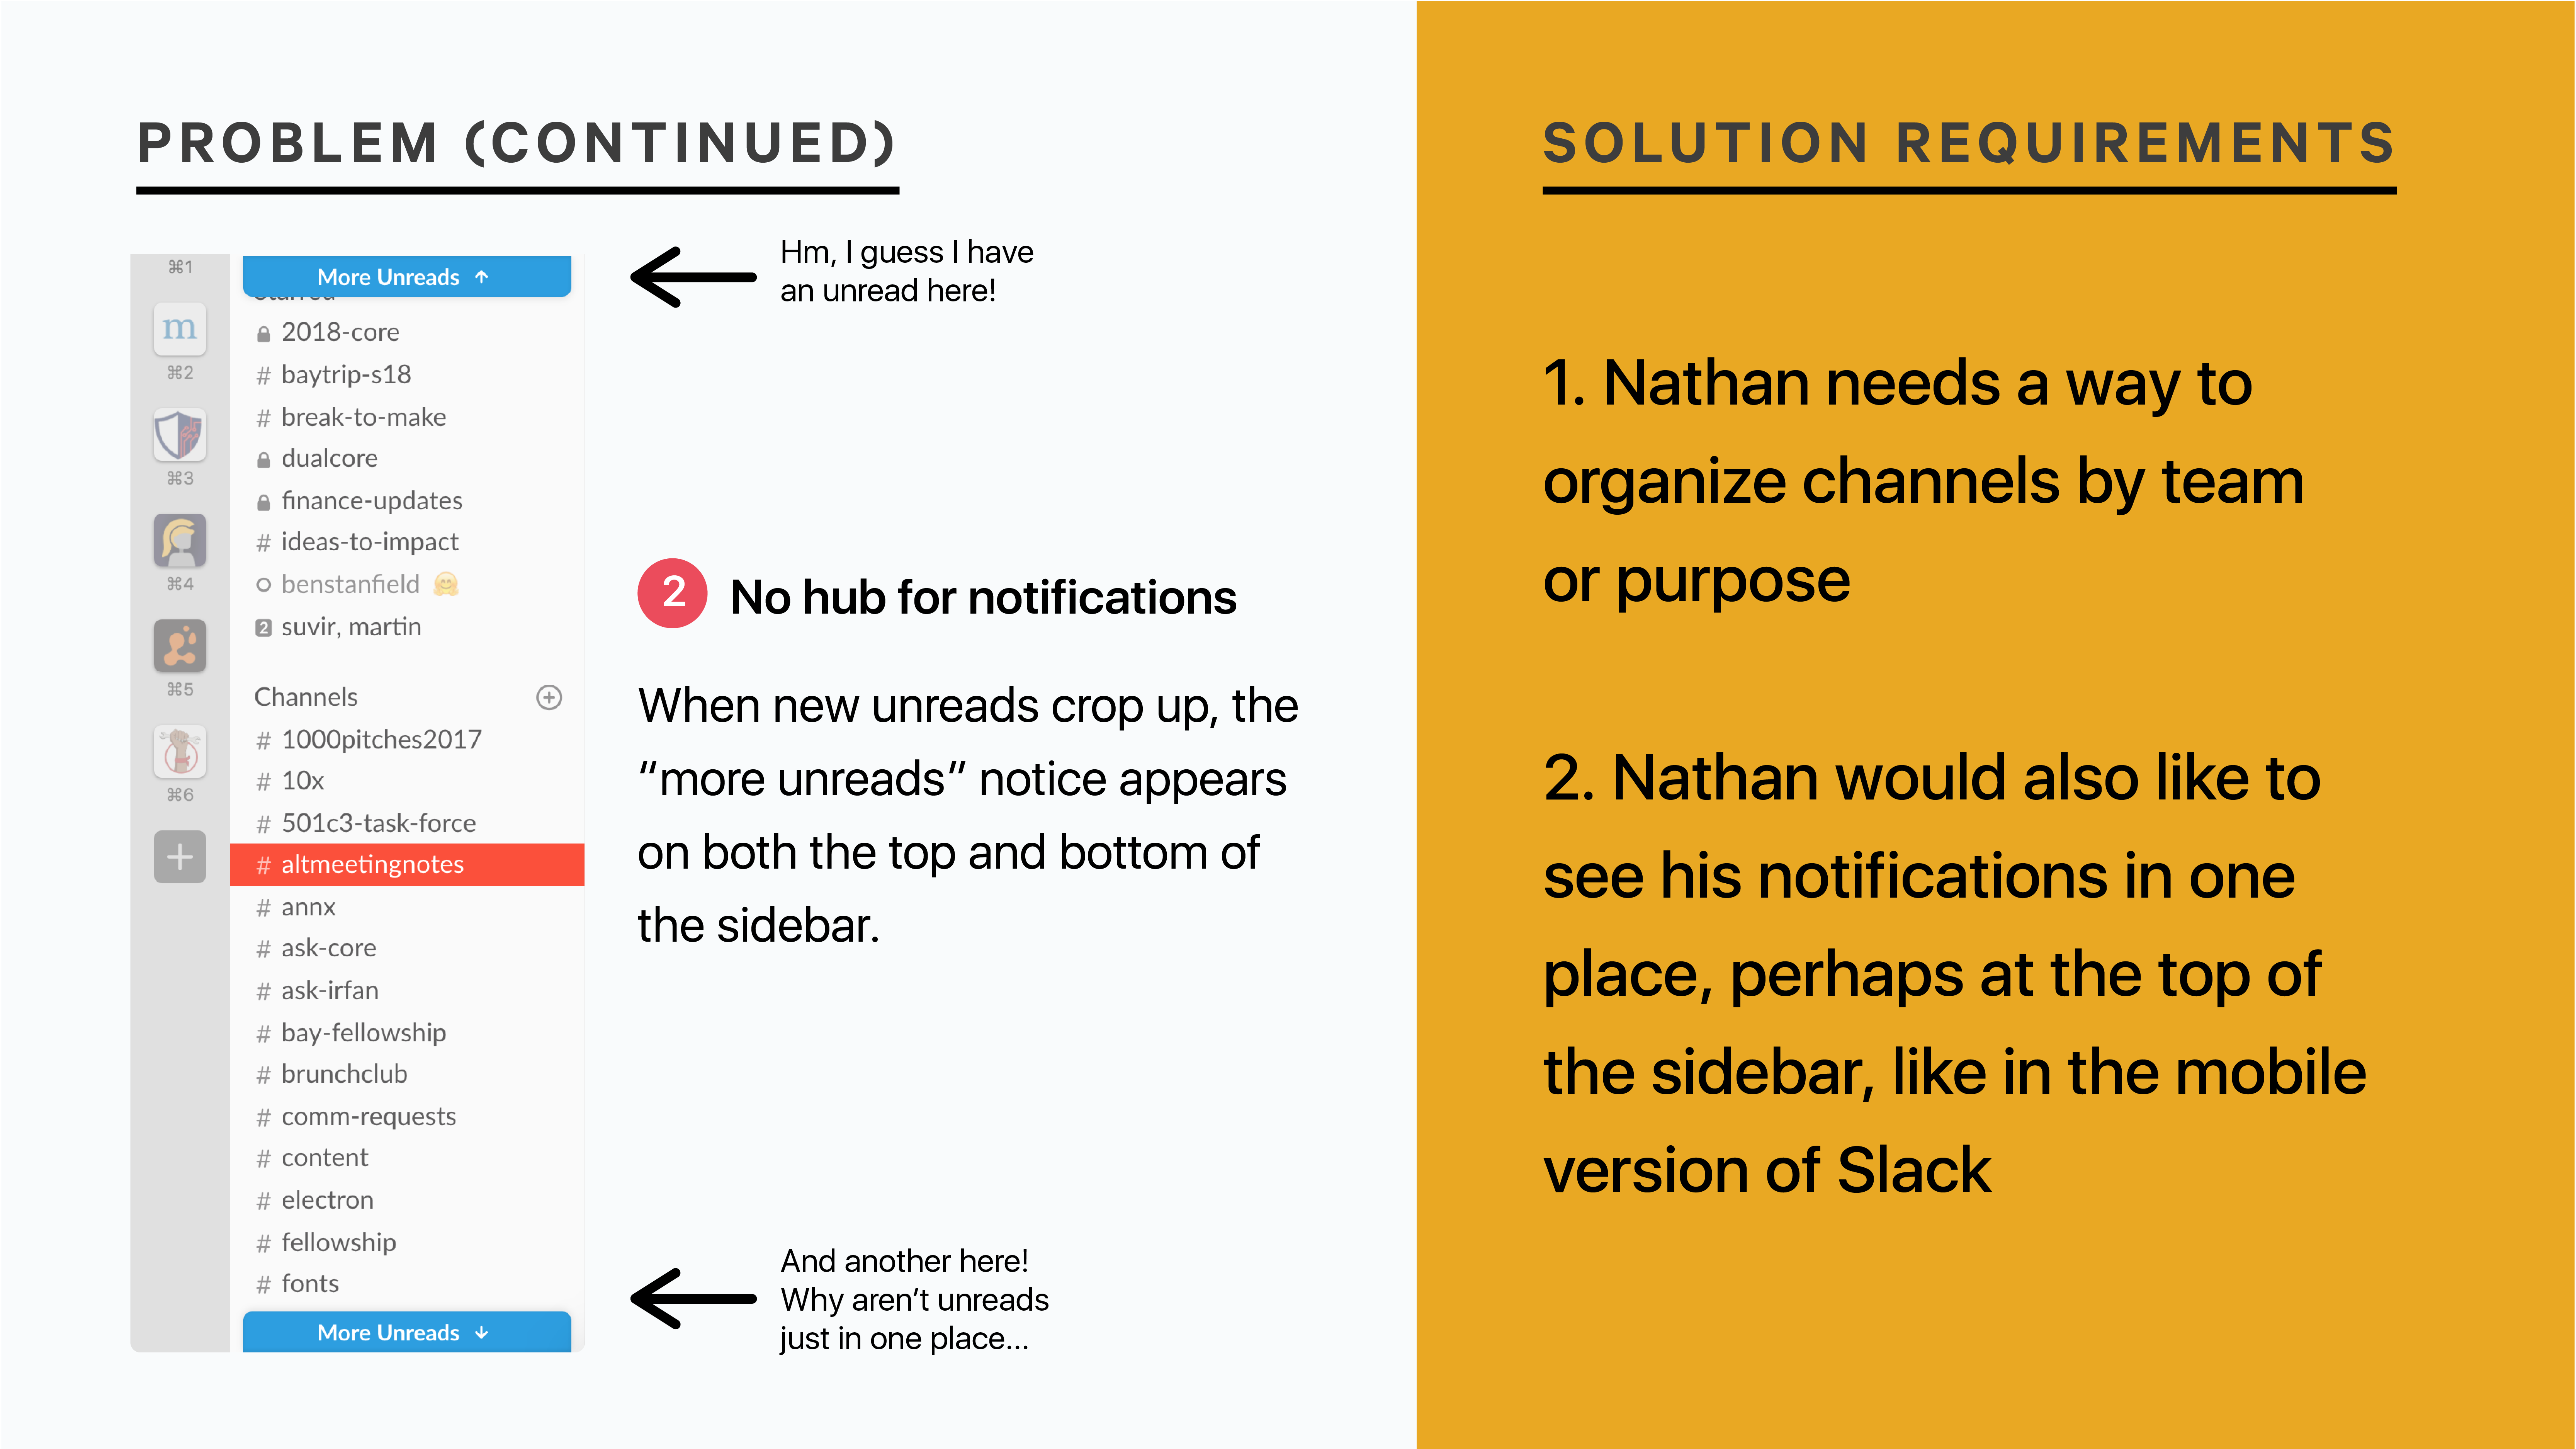 PROBLEM (CONTINUED)
⌘1
m
⌘2
⌘3
⌘4
⌘5
⌘6
More Unreads ↑
Starred
2018-core
# baytrip-s18
# break-to-make
dualcore
finance-updates
# ideas-to-impact
benstanfield 🤗
2 suvir, martin
Channels
# 1000pitches2017
# 10x
# 501c3-task-force
# altmeetingnotes
# annx
# ask-core
# ask-irfan
# bay-fellowship
# brunchclub
# comm-requests
# content
# electron
# fellowship
# fonts
More Unreads ↓
Hm, I guess I have
an unread here!
2 No hub for notifications
When new unreads crop up, the
“more unreads” notice appears
on both the top and bottom of
the sidebar.
And another here!
Why aren’t unreads
just in one place...
SOLUTION REQUIREMENTS
1. Nathan needs a way to
organize channels by team
or purpose
2. Nathan would also like to
see his notifications in one
place, perhaps at the top of
the sidebar, like in the mobile
version of Slack